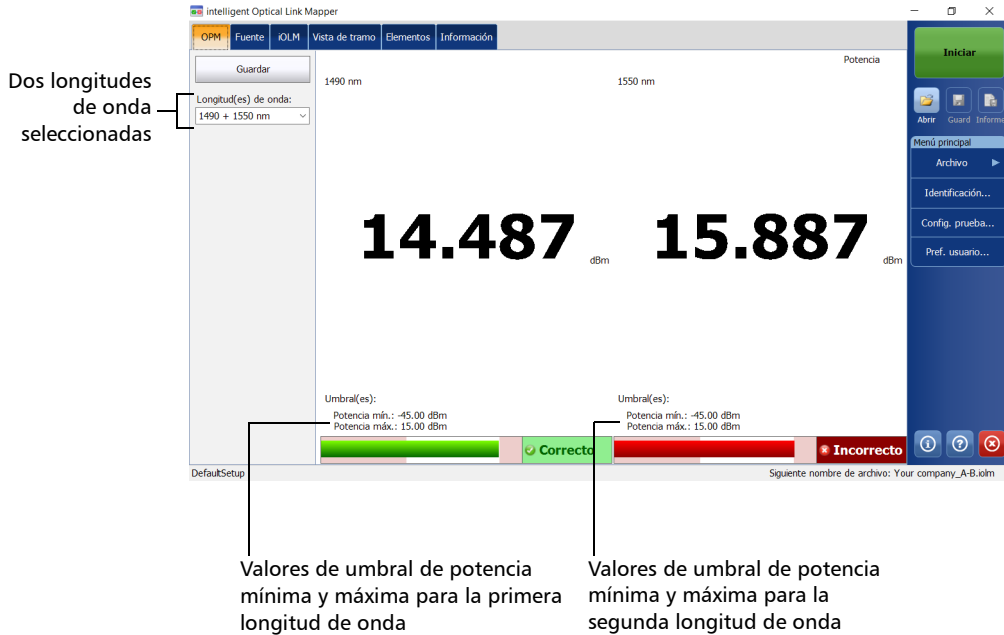 intelligent Optical Link Mapper
OPM Fuente iOLM Vista de tramo Elementos Información
Guardar
Longitud(es) de onda:
1490 + 1550 nm
Dos longitudes
de onda
seleccionadas
Potencia
1490 nm
1550 nm
14.487 dBm
15.887 dBm
Umbral(es):
Potencia mín.: -45.00 dBm
Potencia máx.: 15.00 dBm
Correcto
Umbral(es):
Potencia mín.: -45.00 dBm
Potencia máx.: 15.00 dBm
Incorrecto
Iniciar
Abrir Guard Informe
Menú principal
Archivo
Identificación...
Config. prueba...
Pref. usuario...
DefaultSetup
Siguiente nombre de archivo: Your company_A-B.iolm
Valores de umbral de potencia
mínima y máxima para la primera
longitud de onda
Valores de umbral de potencia
mínima y máxima para la
segunda longitud de onda